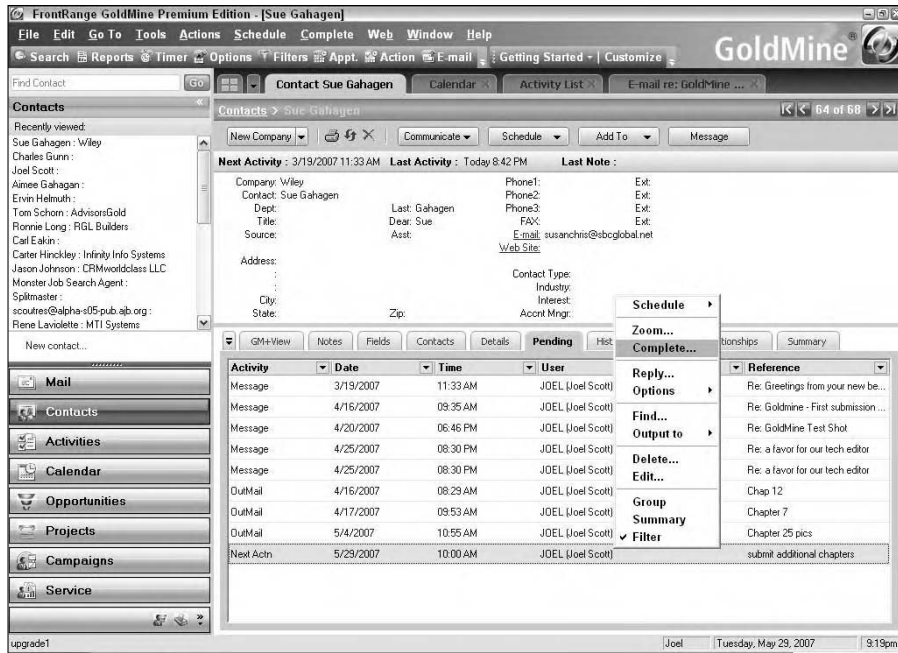 FrontRange GoldMine Premium Edition - [Sue Gahagen]
File Edit Go To Tools Actions Schedule Complete Web Window Help
Search Reports Timer Options Filters Appt. Action E-mail Getting Started - Customize
GoldMine®
Find Contact Go Contact Sue Gahagen Calendar Activity List E-mail re: GoldMine ...
Contacts
Contacts > Sue Gahagen 64 of 68
Recently viewed:
Sue Gahagen : Wiley
Charles Gunn :
Joel Scott :
Aimee Gahagan :
Ervin Helmuth :
Tom Schorn : AdvisorsGold
Ronnie Long : RGL Builders
Carl Eakin :
Carter Hinckley : Infinity Info Systems
Jason Johnson : CRMworldclass LLC
Monster Job Search Agent :
Splitmaster :
scoutres@alpha-s05-pub.ajb.org :
Rene Laviolette : MTI Systems
New contact...
Mail
Contacts
Activities
Calendar
Opportunities
Projects
Campaigns
Service
New Company Communicate Schedule Add To Message
Next Activity : 3/19/2007 11:33 AM Last Activity : Today 8:42 PM Last Note :
Company: Wiley Phone1: Ext:
Contact: Sue Gahagen Phone2: Ext:
Dept: Last: Gahagen Phone3: Ext:
Title: Dear: Sue FAX: Ext:
Source: Asst: E-mail: susanchris@sbcglobal.net
Web Site:
Address:
: Contact Type:
: Industry:
City: Interest:
State: Zip: Accnt Mngr:
GM+View Notes Fields Contacts Details Pending Hist tionships Summary
Activity Date Time User Reference
Message 3/19/2007 11:33 AM JOEL (Joel Scott) Re: Greetings from your new be...
Message 4/16/2007 09:35 AM JOEL (Joel Scott) Re: Goldmine - First submission ...
Message 4/20/2007 06:46 PM JOEL (Joel Scott) Re: GoldMine Test Shot
Message 4/25/2007 08:30 PM JOEL (Joel Scott) Re: a favor for our tech editor
Message 4/25/2007 08:30 PM JOEL (Joel Scott) Re: a favor for our tech editor
OutMail 4/16/2007 08:29 AM JOEL (Joel Scott) Chap 12
OutMail 4/17/2007 09:53 AM JOEL (Joel Scott) Chapter 7
OutMail 5/4/2007 10:55 AM JOEL (Joel Scott) Chapter 25 pics
Next Actn 5/29/2007 10:00 AM JOEL (Joel Scott) submit additional chapters
Schedule
Zoom...
Complete...
Reply...
Options
Find...
Output to
Delete...
Edit...
Group
Summary
Filter
upgrade1 Joel Tuesday, May 29, 2007 9:19pm